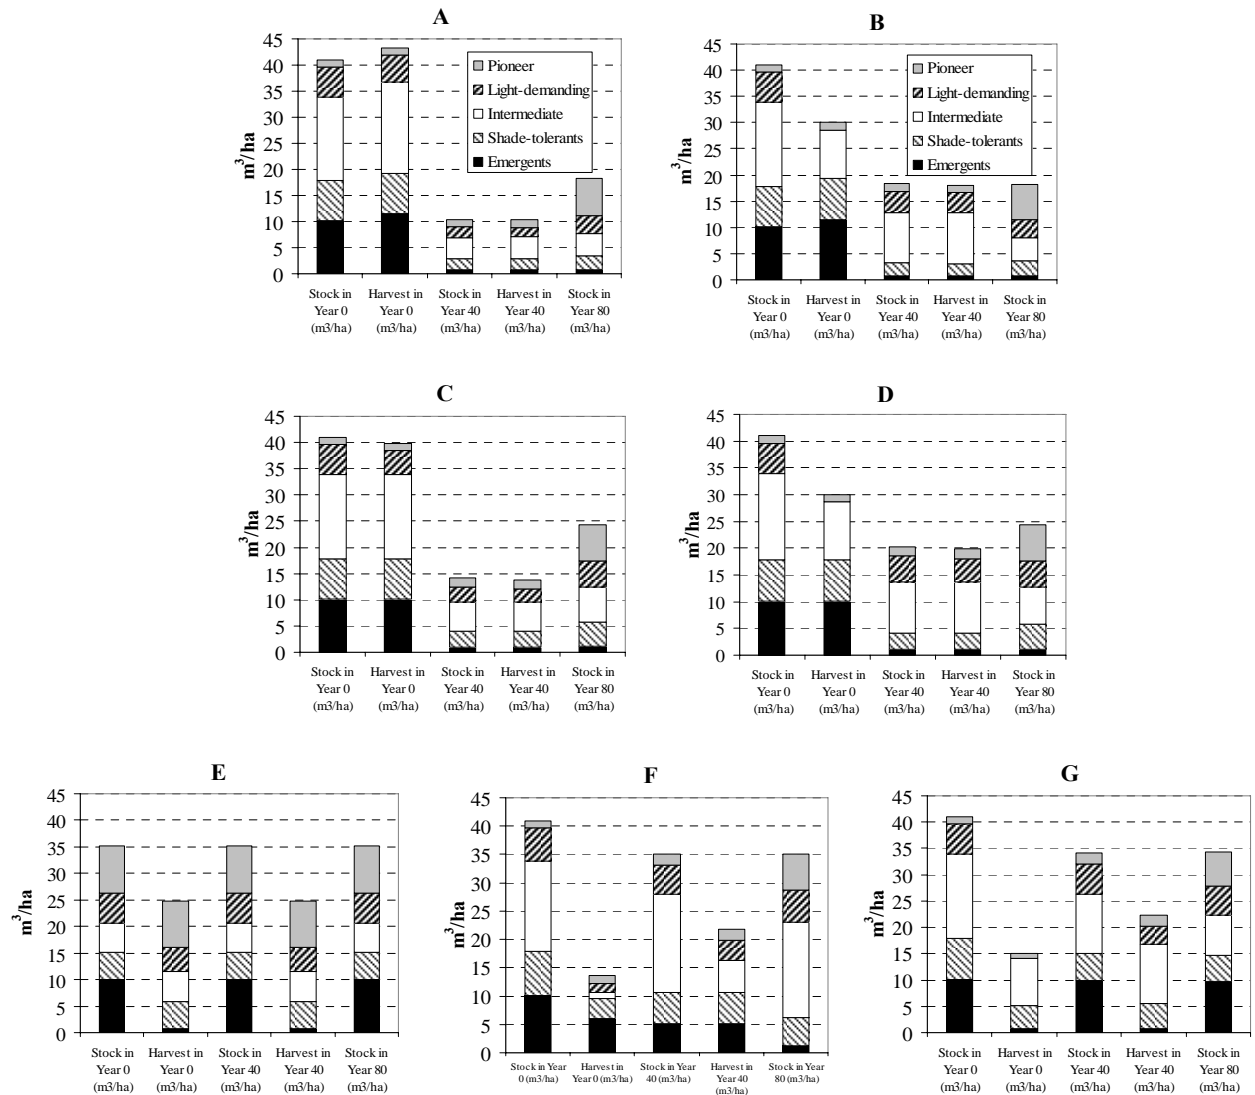 A
45
40
35
30
25
20
15
10
5
0
m³/ha
Pioneer
Light-demanding
Intermediate
Shade-tolerants
Emergents
Stock in Year 0 (m3/ha)
Harvest in Year 0 (m3/ha)
Stock in Year 40 (m3/ha)
Harvest in Year 40 (m3/ha)
Stock in Year 80 (m3/ha)
B
45
40
35
30
25
20
15
10
5
0
m³/ha
Pioneer
Light-demanding
Intermediate
Shade-tolerants
Emergents
Stock in Year 0 (m3/ha)
Harvest in Year 0 (m3/ha)
Stock in Year 40 (m3/ha)
Harvest in Year 40 (m3/ha)
Stock in Year 80 (m3/ha)
C
45
40
35
30
25
20
15
10
5
0
m³/ha
Stock in Year 0 (m3/ha)
Harvest in Year 0 (m3/ha)
Stock in Year 40 (m3/ha)
Harvest in Year 40 (m3/ha)
Stock in Year 80 (m3/ha)
D
45
40
35
30
25
20
15
10
5
0
m³/ha
Stock in Year 0 (m3/ha)
Harvest in Year 0 (m3/ha)
Stock in Year 40 (m3/ha)
Harvest in Year 40 (m3/ha)
Stock in Year 80 (m3/ha)
E
45
40
35
30
25
20
15
10
5
0
m³/ha
Stock in Year 0 (m3/ha)
Harvest in Year 0 (m3/ha)
Stock in Year 40 (m3/ha)
Harvest in Year 40 (m3/ha)
Stock in Year 80 (m3/ha)
F
45
40
35
30
25
20
15
10
5
0
m³/ha
Stock in Year 0 (m3/ha)
Harvest in Year 0 (m3/ha)
Stock in Year 40 (m3/ha)
Harvest in Year 40 (m3/ha)
Stock in Year 80 (m3/ha)
G
45
40
35
30
25
20
15
10
5
0
m³/ha
Stock in Year 0 (m3/ha)
Harvest in Year 0 (m3/ha)
Stock in Year 40 (m3/ha)
Harvest in Year 40 (m3/ha)
Stock in Year 80 (m3/ha)